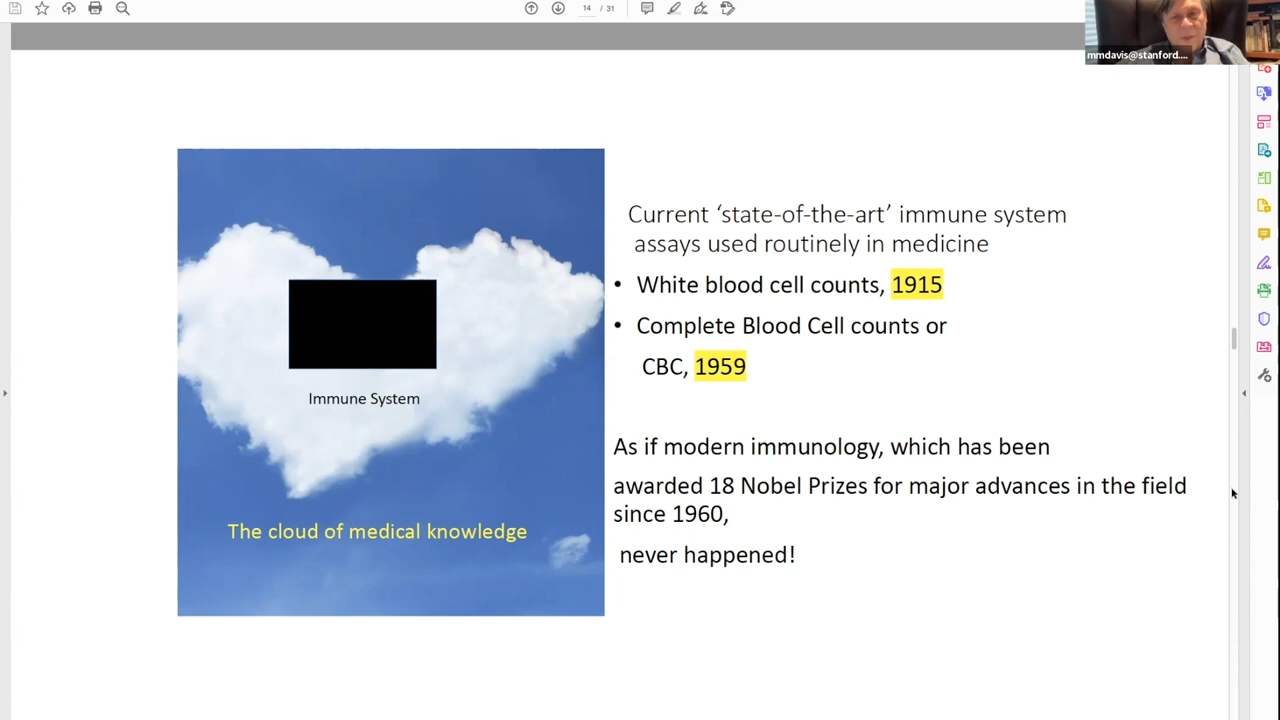 14 / 31
mmdavis@stanford....
Current ‘state-of-the-art’ immune system
assays used routinely in medicine
• White blood cell counts, 1915
• Complete Blood Cell counts or
CBC, 1959
Immune System
As if modern immunology, which has been
awarded 18 Nobel Prizes for major advances in the field
since 1960,
never happened!
The cloud of medical knowledge